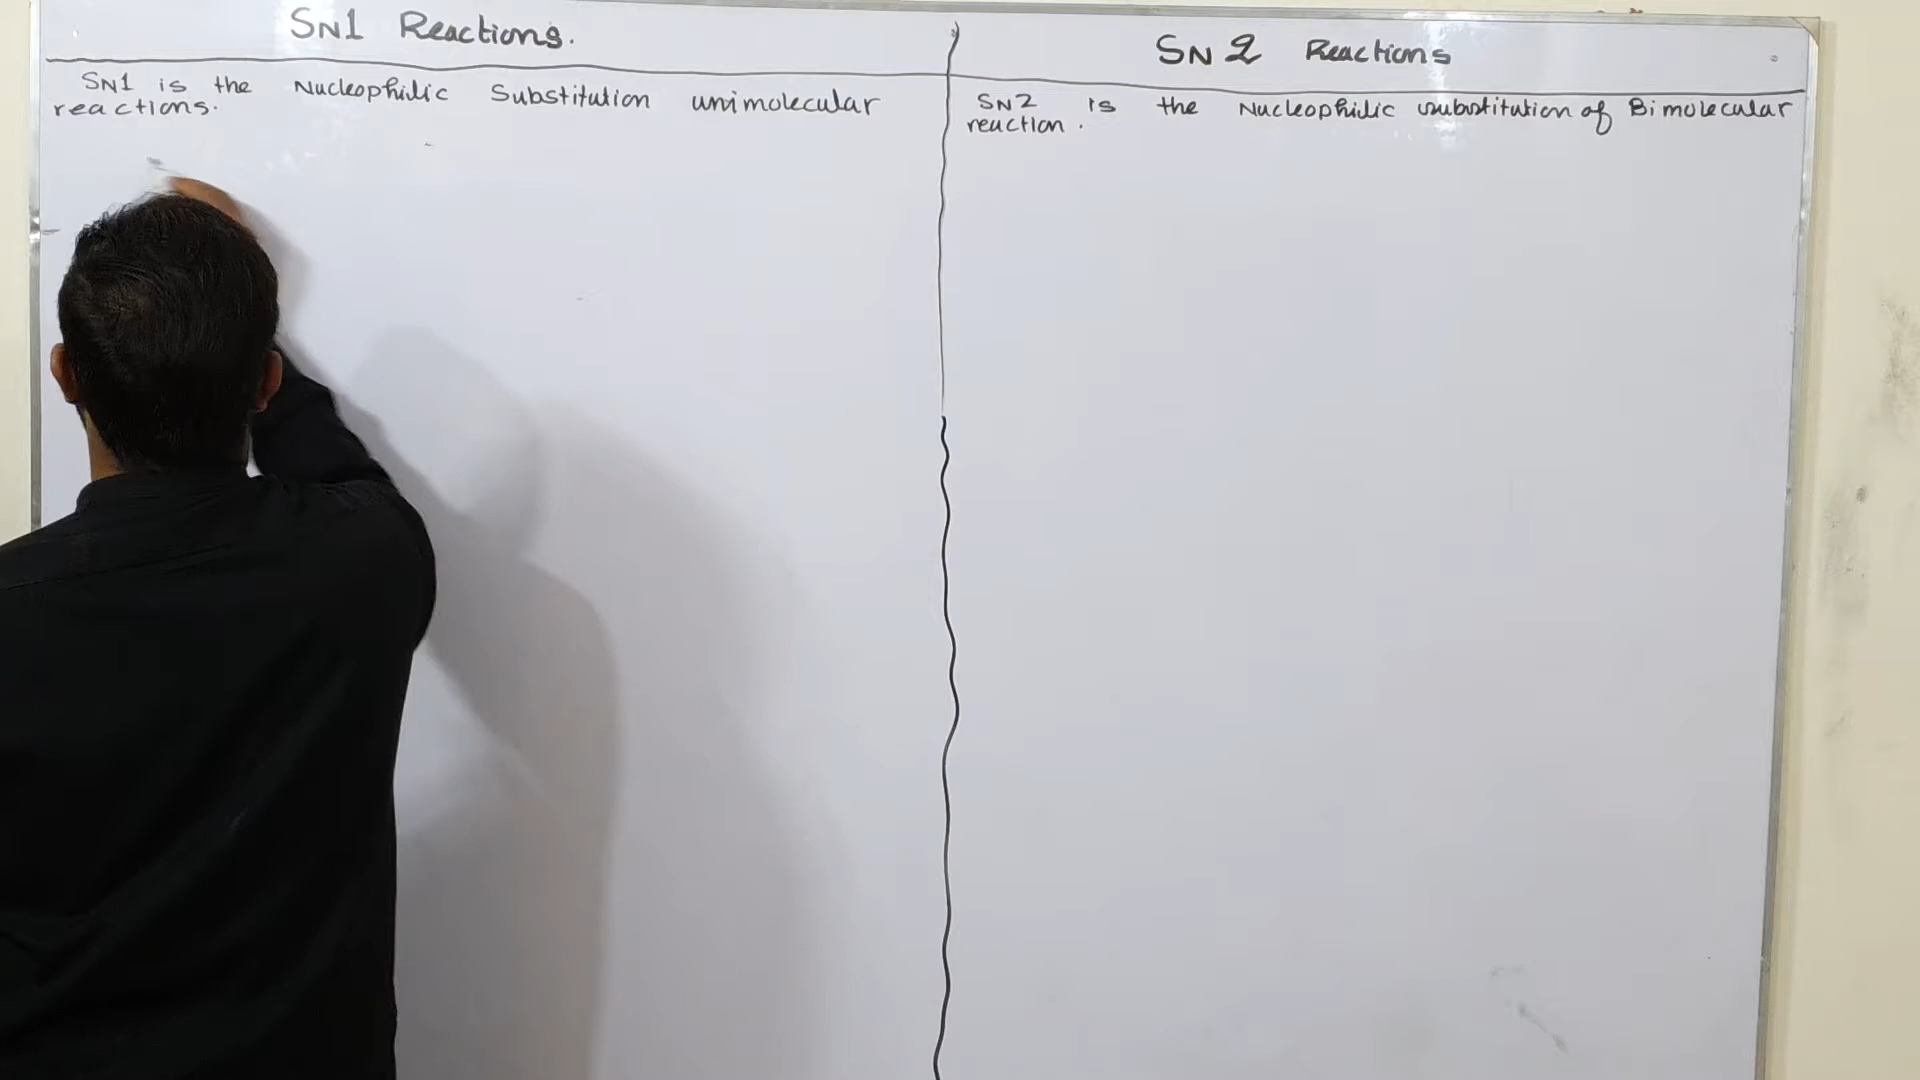 SN1 Reactions.
SN1 is the Nucleophilic Substitution unimolecular
reactions.
SN2 Reactions
SN2 is the Nucleophilic substitution of Bimolecular
reaction.